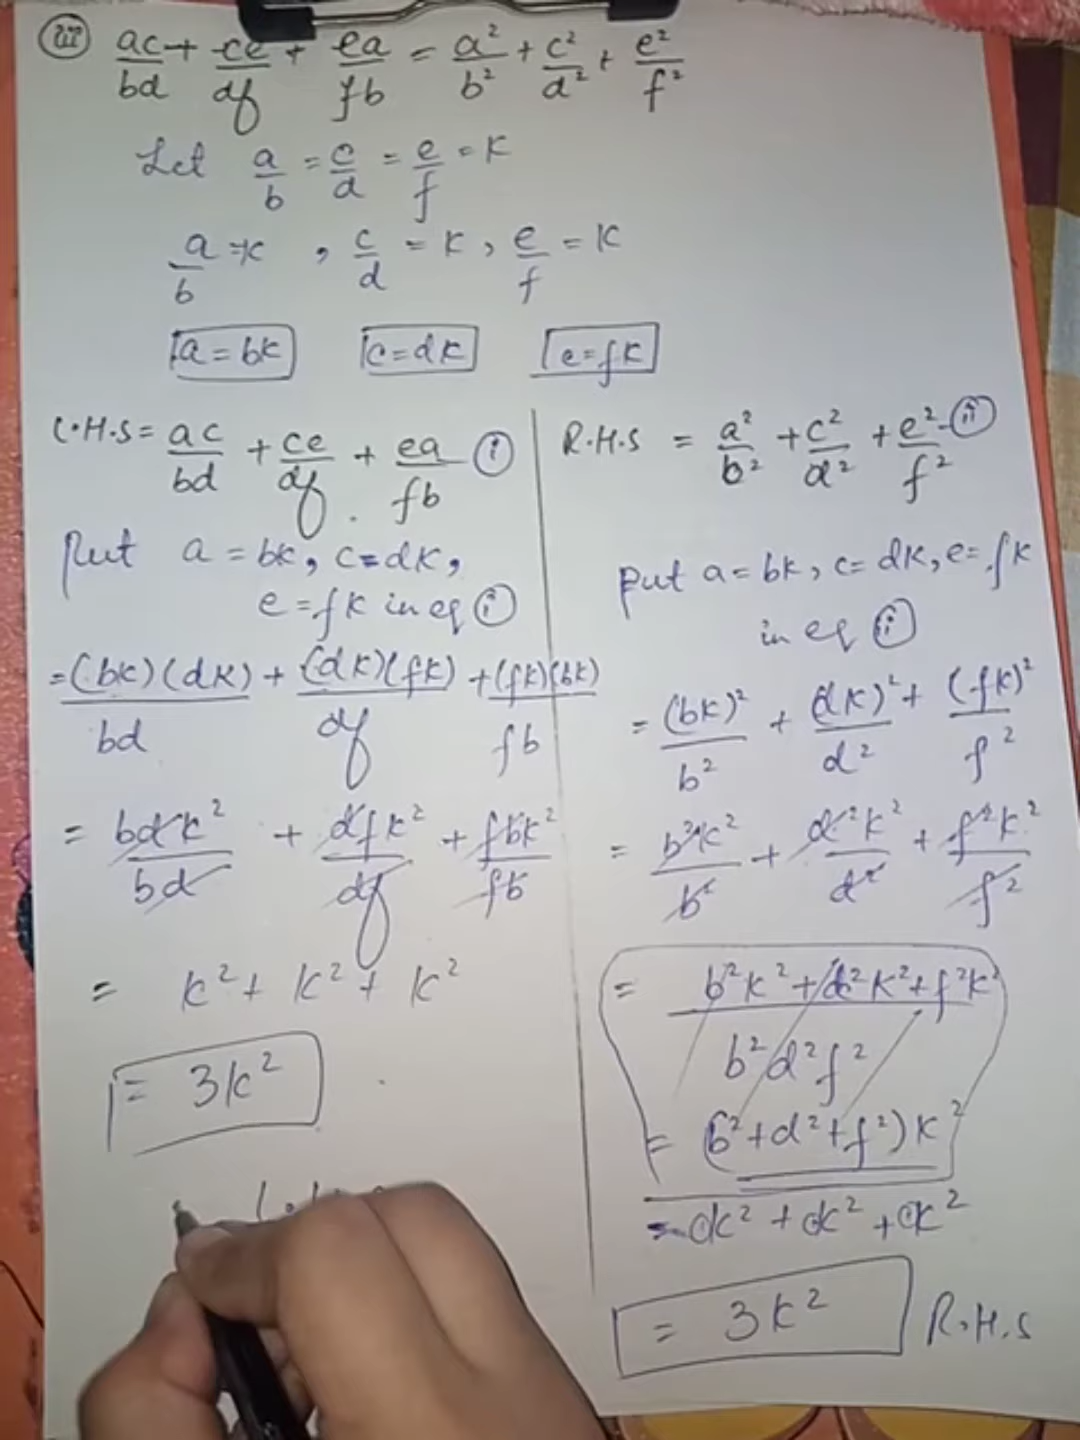 (iii) ac/bd + ce/df + ea/fb = a²/b² + c²/d² + e²/f²
Let a/b = c/d = e/f = K
a/b = K , c/d = K , e/f = K
a = bK c = dK e = fK
L.H.S = ac/bd + ce/df + ea/fb — (i)
Put a = bK, c = dK,
e = fK in eq (i)
= (bK)(dK)/bd + (dK)(fK)/df + (fK)(bK)/fb
= bdK²/bd + dfK²/df + fbK²/fb
= K² + K² + K²
= 3K²
R.H.S = a²/b² + c²/d² + e²/f² — (ii)
Put a = bK, c = dK, e = fK
in eq (ii)
= (bK)²/b² + (dK)²/d² + (fK)²/f²
= b²K²/b² + d²K²/d² + f²K²/f²
= b²K² + d²K² + f²K²/b²d²f²
= (b² + d² + f²)K²
= K² + K² + K²
= 3K² R.H.S